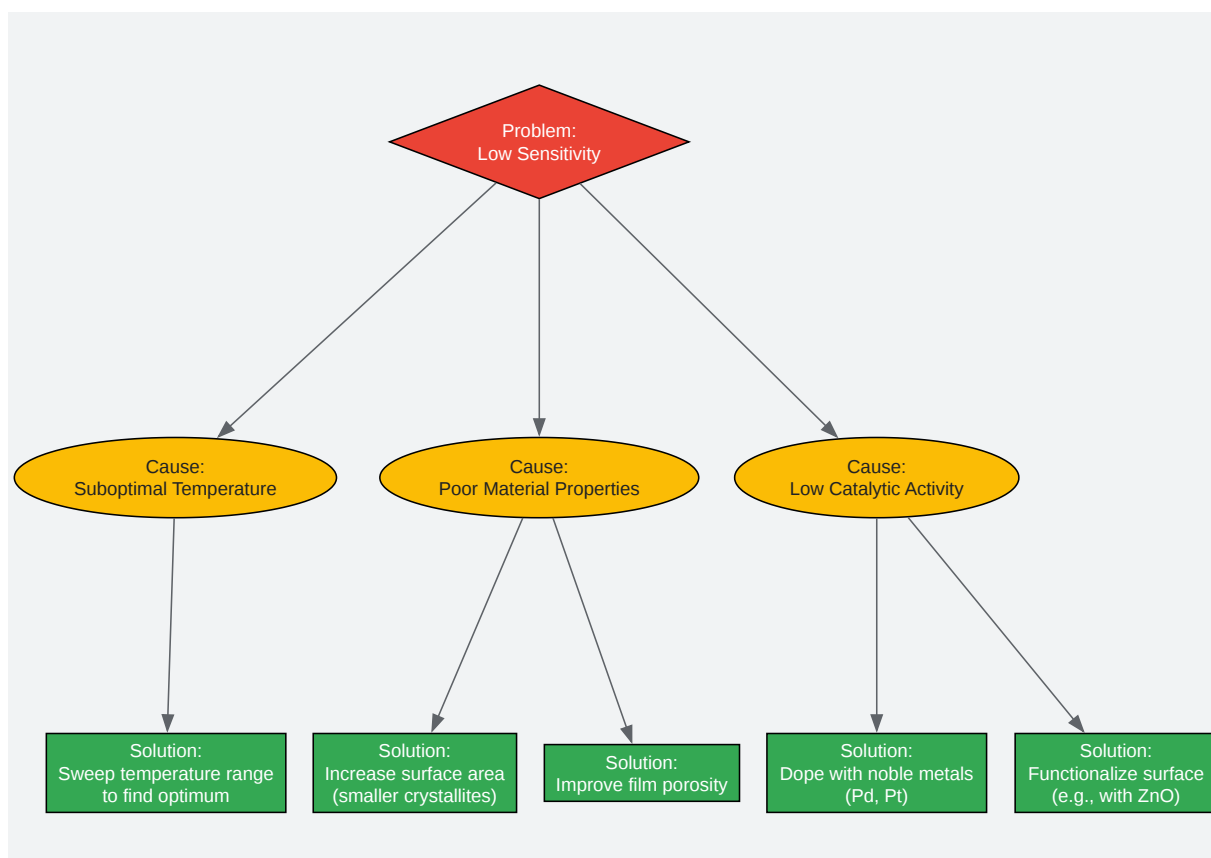 Problem:
Low Sensitivity
Cause:
Suboptimal Temperature
Cause:
Poor Material Properties
Cause:
Low Catalytic Activity
Solution:
Sweep temperature range
to find optimum
Solution:
Increase surface area
(smaller crystallites)
Solution:
Improve film porosity
Solution:
Dope with noble metals
(Pd, Pt)
Solution:
Functionalize surface
(e.g., with ZnO)